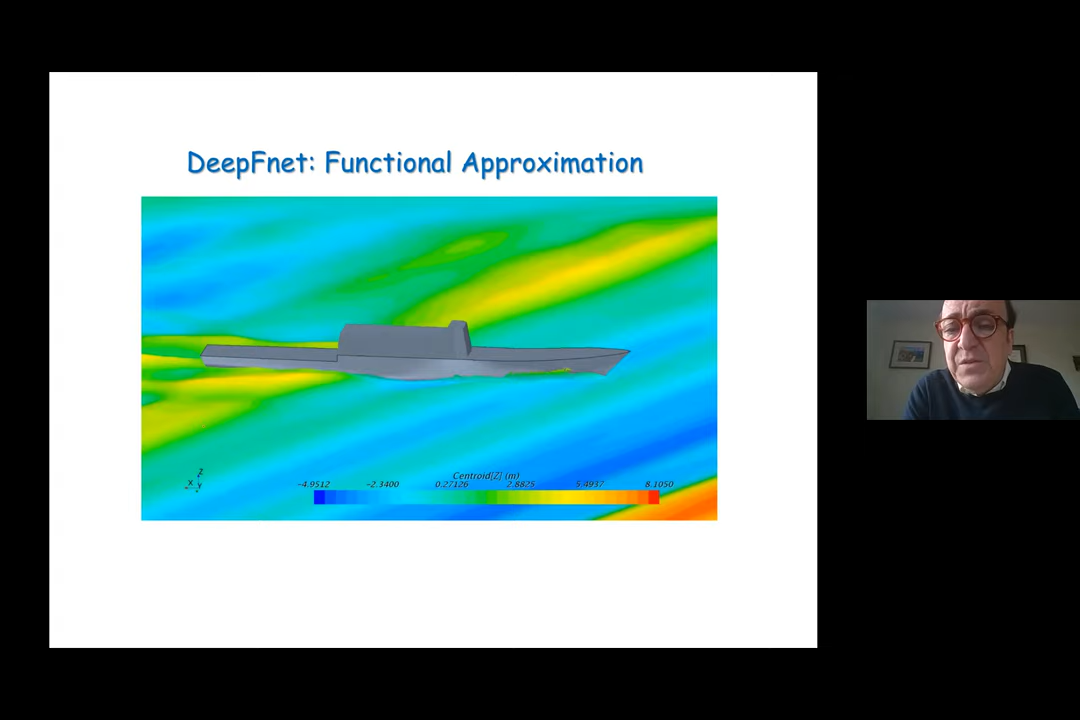 DeepFnet: Functional Approximation
Z
X
Y
Centroid[Z] (m)
-4.9512 -2.3400 0.27126 2.8825 5.4937 8.1050